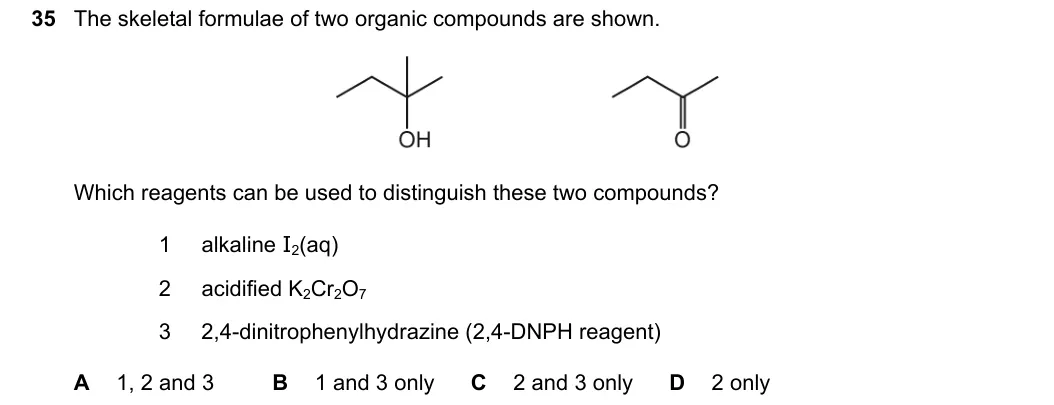 35 The skeletal formulae of two organic compounds are shown.
OH
O
Which reagents can be used to distinguish these two compounds?
1 alkaline I₂(aq)
2 acidified K₂Cr₂O₇
3 2,4-dinitrophenylhydrazine (2,4-DNPH reagent)
A 1, 2 and 3 B 1 and 3 only C 2 and 3 only D 2 only